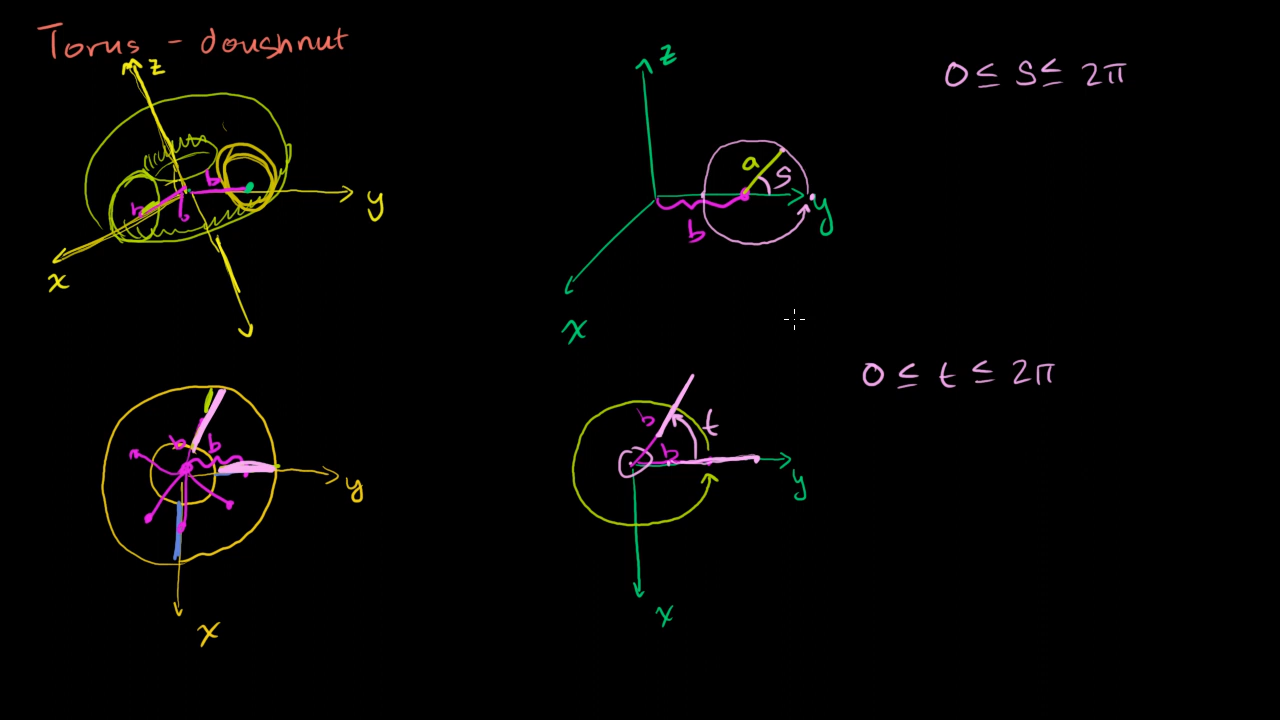 Torus - doughnut
z
b
b
b
y
x
z
a
s
b
y
x
0 ≤ s ≤ 2π
b
b
y
x
b
b
t
y
x
0 ≤ t ≤ 2π